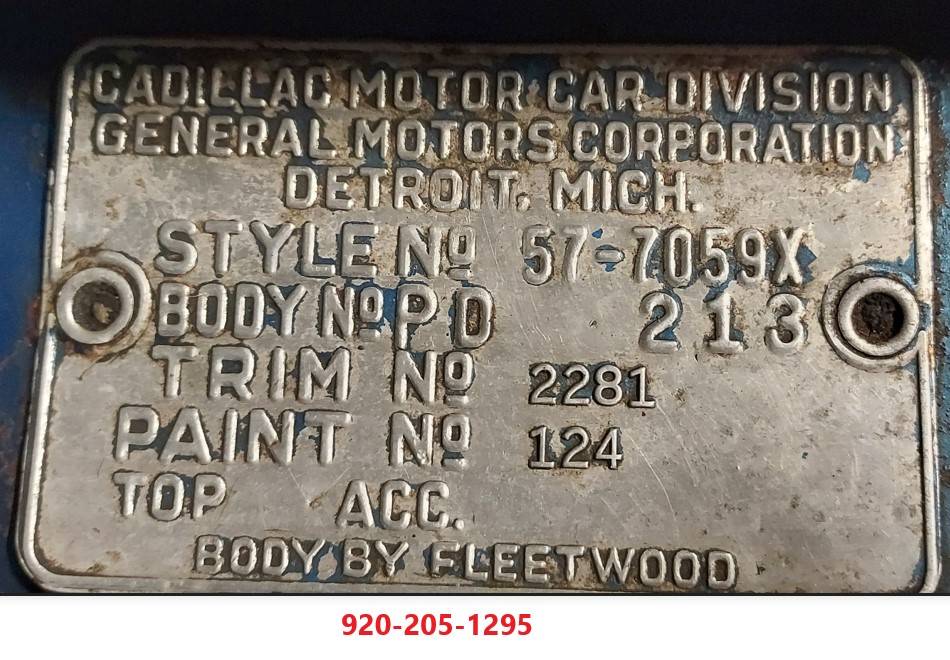 CADILLAC MOTOR CAR DIVISION
GENERAL MOTORS CORPORATION
DETROIT, MICH.
STYLE Nº 57-7059X
BODY Nº PD 213
TRIM Nº 2281
PAINT Nº 124
TOP ACC.
BODY BY FLEETWOOD
920-205-1295